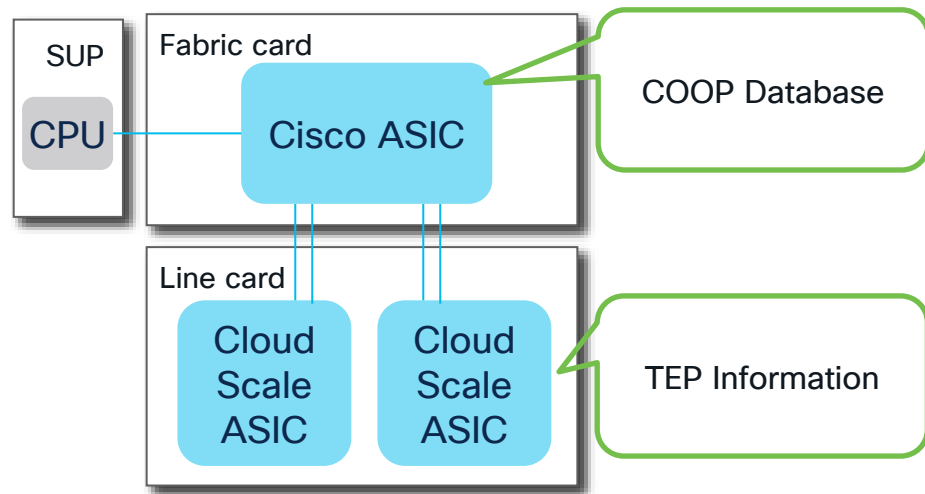 SUP
CPU
Fabric card
Cisco ASIC
COOP Database
Line card
Cloud
Scale
ASIC
Cloud
Scale
ASIC
TEP Information